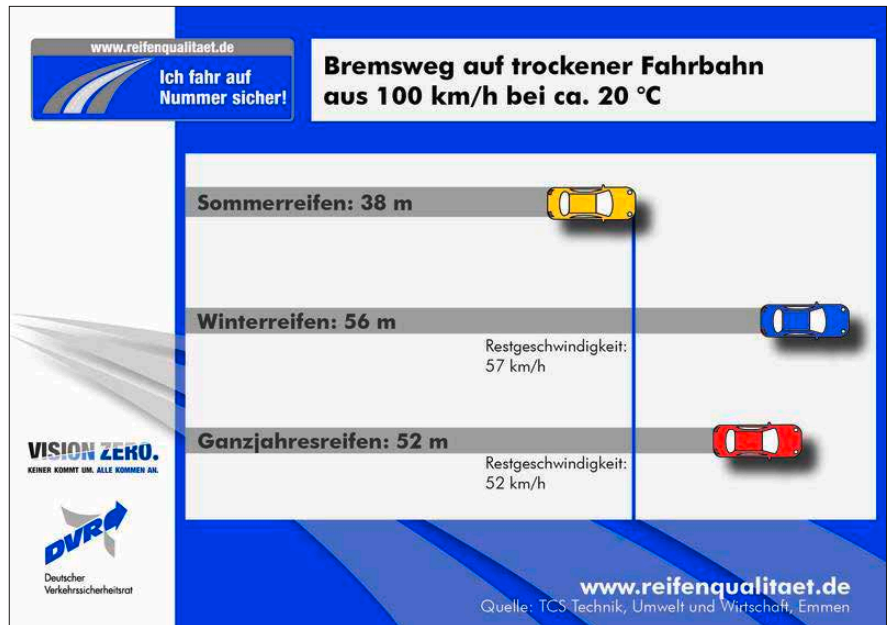 www.reifenqualitaet.de
Ich fahr auf
Nummer sicher!
Bremsweg auf trockener Fahrbahn
aus 100 km/h bei ca. 20 °C
Sommerreifen: 38 m
Winterreifen: 56 m
Restgeschwindigkeit:
57 km/h
Ganzjahresreifen: 52 m
Restgeschwindigkeit:
52 km/h
VISION ZERO.
KEINER KOMMT UM. ALLE KOMMEN AN.
DVR
Deutscher
Verkehrssicherheitsrat
www.reifenqualitaet.de
Quelle: TCS Technik, Umwelt und Wirtschaft, Emmen